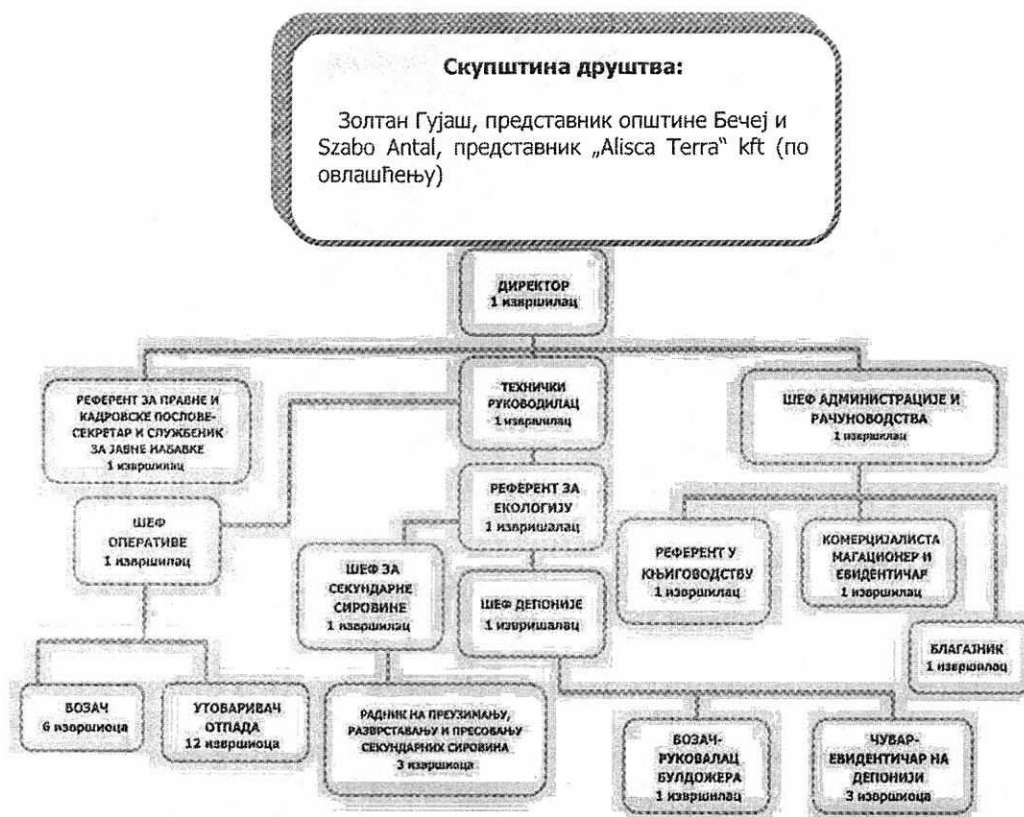 Скупштина друштва:
Золтан Гујаш, представник општине Бечеј и
Szabo Antal, представник „Alisca Terra“ kft (по
овлашћењу)
ДИРЕКТОР
1 извршилац
РЕФЕРЕНТ ЗА ПРАВНЕ И
КАДРОВСКЕ ПОСЛОВЕ-
СЕКРЕТАР И СЛУЖБЕНИК
ЗА ЈАВНЕ НАБАВКЕ
1 извршилац
ТЕХНИЧКИ
РУКОВОДИЛАЦ
1 извршилац
ШЕФ АДМИНИСТРАЦИЈЕ И
РАЧУНОВОДСТВА
1 извршилац
ШЕФ
ОПЕРАТИВЕ
1 извршилац
РЕФЕРЕНТ ЗА
ЕКОЛОГИЈУ
1 извришалац
РЕФЕРЕНТ У
КЊИГОВОДСТВУ
1 извршилац
КОМЕРЦИЈАЛИСТА
МАГАЦИОНЕР И
ЕВИДЕНТИЧАР
1 извршилац
ШЕФ ЗА
СЕКУНДАРНЕ
СИРОВИНЕ
1 извршилац
ШЕФ ДЕПОНИЈЕ
1 извришалац
БЛАГАЈНИК
1 извршилац
ВОЗАЧ
6 извршиоца
УТОВАРИВАЧ
ОТПАДА
12 извршиоца
РАДНИК НА ПРЕУЗИМАЊУ,
РАЗВРСТАВАЊУ И ПРЕСОВАЊУ
СЕКУНДАРНИХ СИРОВИНА
3 извршиоца
ВОЗАЧ-
РУКОВАЛАЦ
БУЛДОЖЕРА
1 извршилац
ЧУВАР-
ЕВИДЕНТИЧАР НА
ДЕПОНИЈИ
3 извршиоца